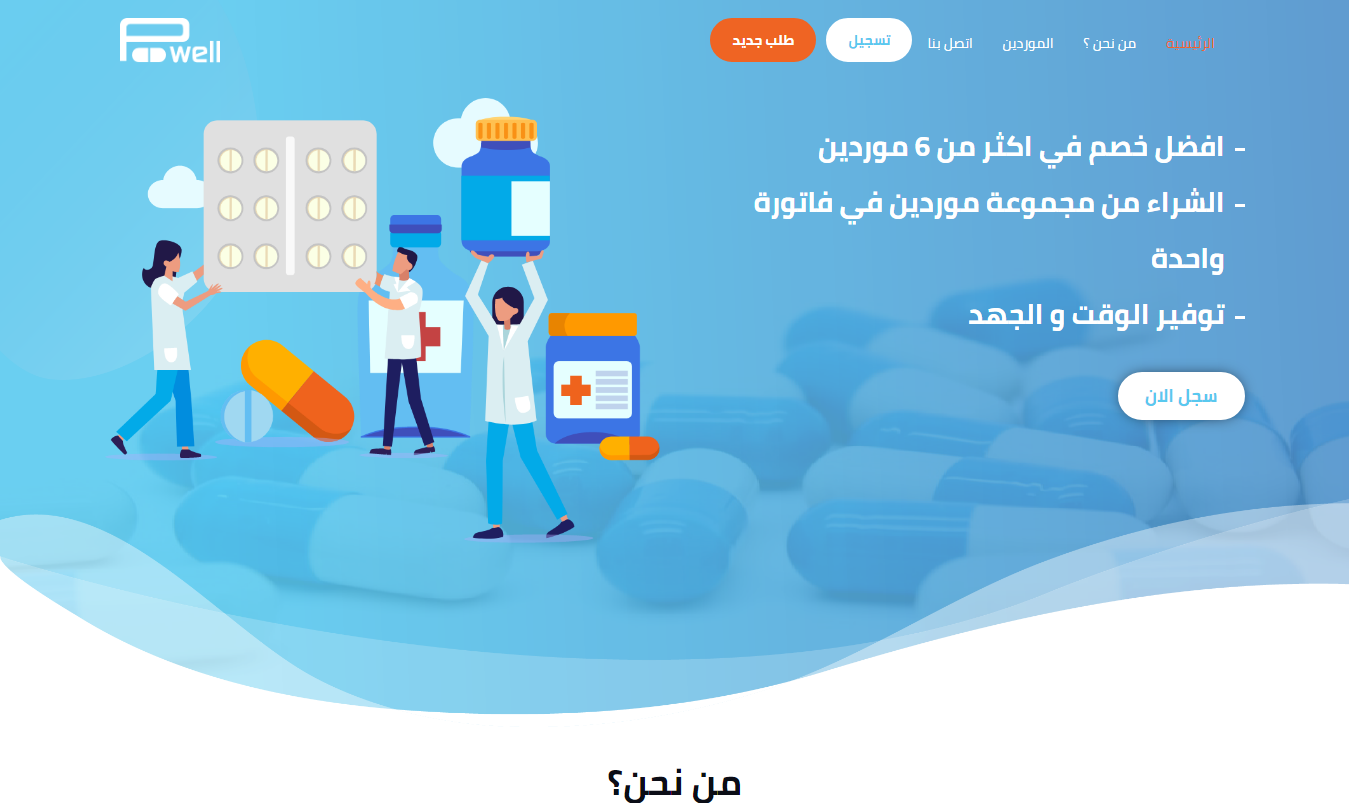 الرئيسية
من نحن ؟
الموردين
اتصل بنا
تسجيل
طلب جديد
well
- افضل خصم في اكثر من 6 موردين
- الشراء من مجموعة موردين في فاتورة
واحدة
- توفير الوقت و الجهد
سجل الان
من نحن؟